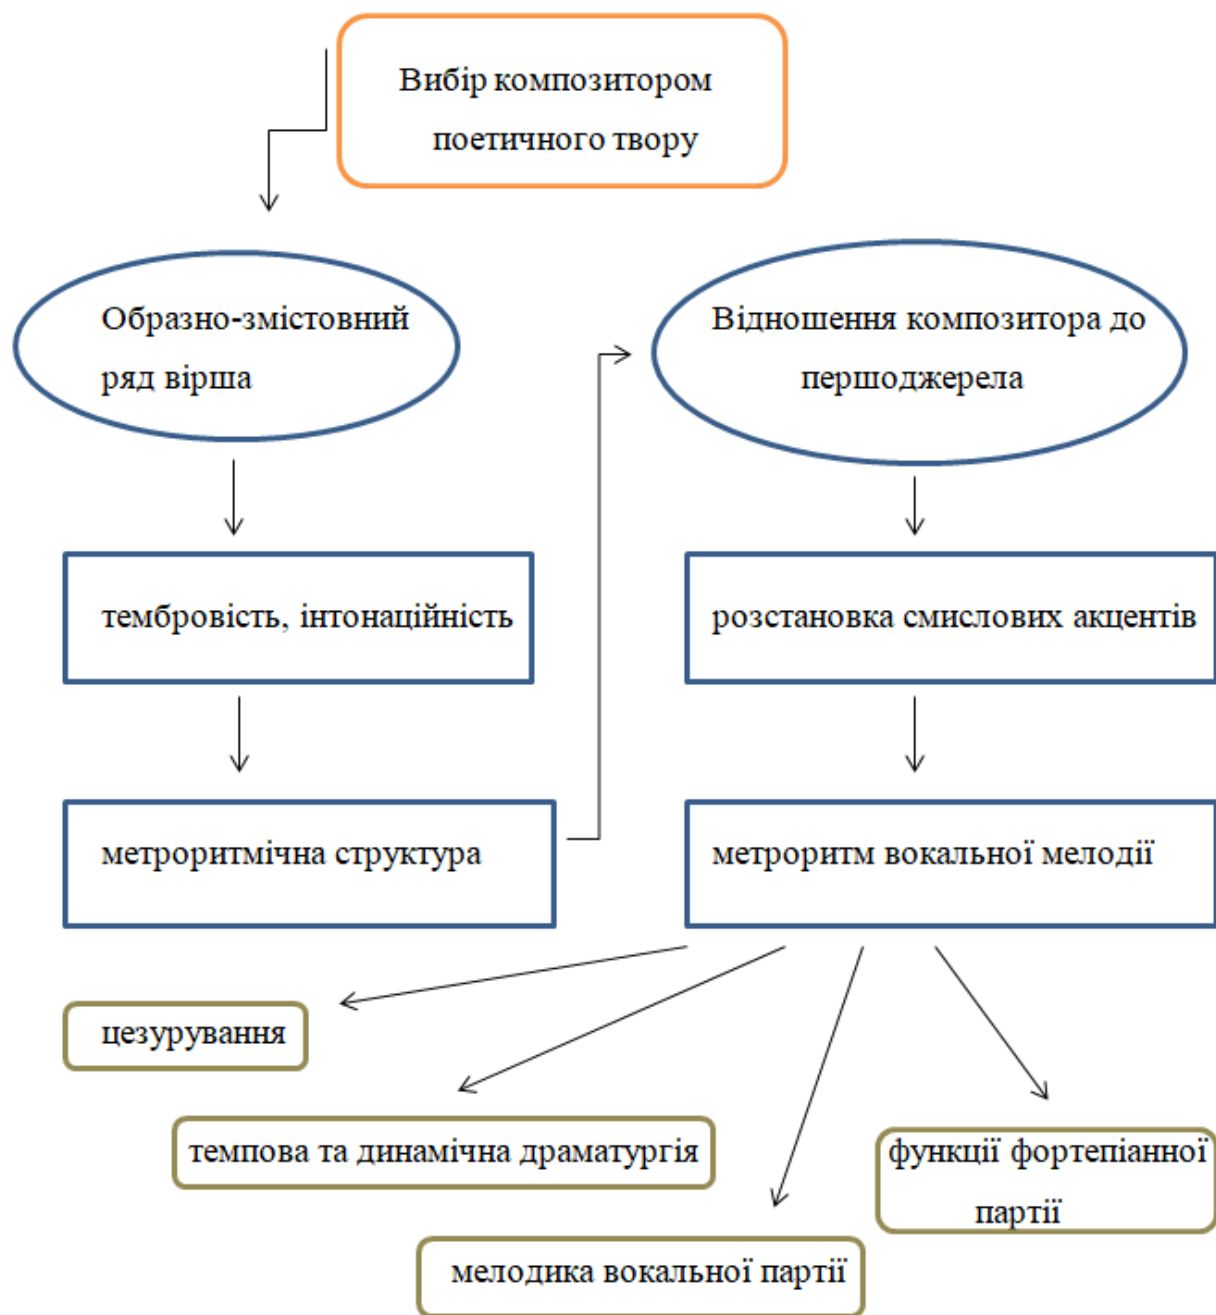 Вибір композитором
поетичного твору
Образно-змістовний
ряд вірша
Відношення композитора до
першоджерела
тембровість, інтонаційність
розстановка смислових акцентів
метроритмічна структура
метроритм вокальної мелодії
цезурування
темпова та динамічна драматургія
функції фортепіанної
партії
мелодика вокальної партії